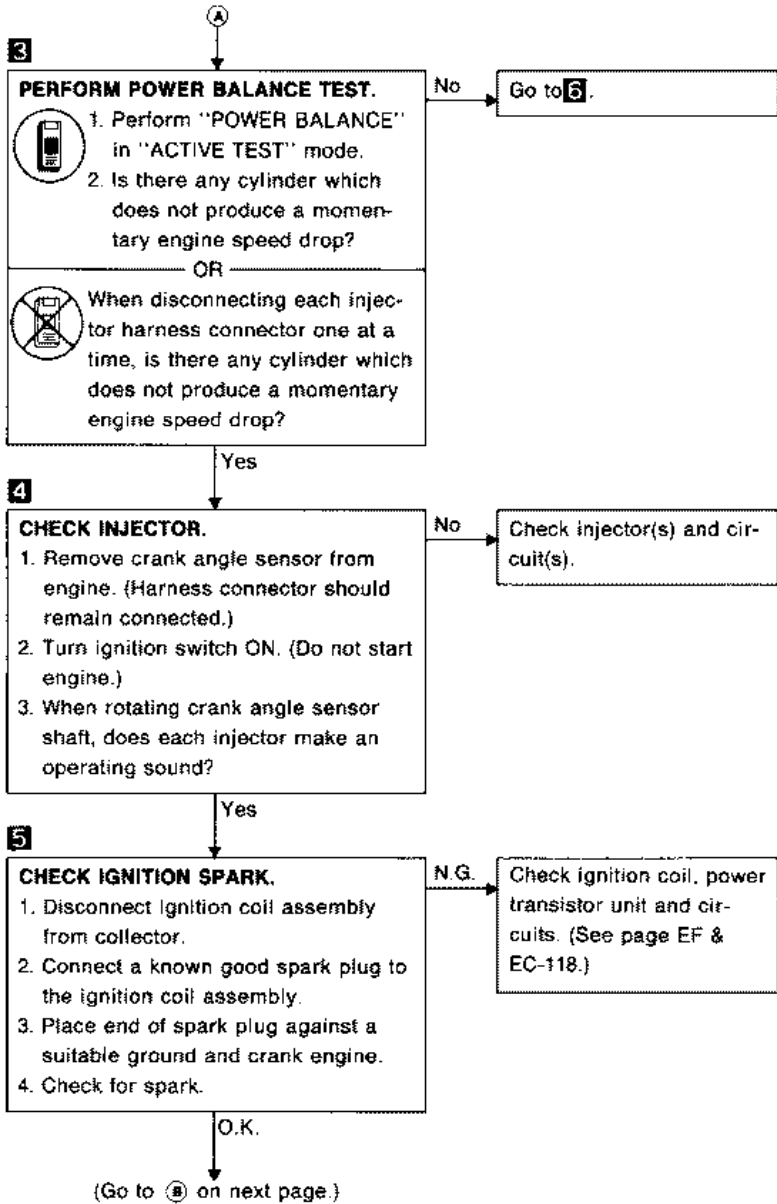 A
3
PERFORM POWER BALANCE TEST.
1. Perform "POWER BALANCE"
in "ACTIVE TEST" mode.
2. Is there any cylinder which
does not produce a momen-
tary engine speed drop?
OR
When disconnecting each injec-
tor harness connector one at a
time, is there any cylinder which
does not produce a momentary
engine speed drop?
No
Go to 6.
Yes
4
CHECK INJECTOR.
1. Remove crank angle sensor from
engine. (Harness connector should
remain connected.)
2. Turn ignition switch ON. (Do not start
engine.)
3. When rotating crank angle sensor
shaft, does each injector make an
operating sound?
No
Check injector(s) and cir-
cuit(s).
Yes
5
CHECK IGNITION SPARK.
1. Disconnect ignition coil assembly
from collector.
2. Connect a known good spark plug to
the ignition coil assembly.
3. Place end of spark plug against a
suitable ground and crank engine.
4. Check for spark.
N.G.
Check ignition coil, power
transistor unit and cir-
cuits. (See page EF &
EC-118.)
O.K.
(Go to B on next page.)